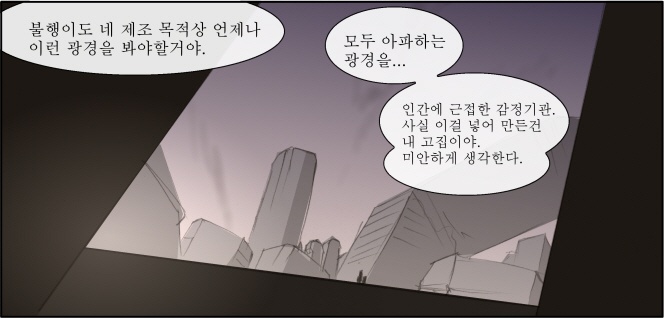 불행이도 네 제조 목적상 언제나
이런 광경을 봐야할거야.
모두 아파하는
광경을...
인간에 근접한 감정기관.
사실 이걸 넣어 만든건
내 고집이야.
미안하게 생각한다.